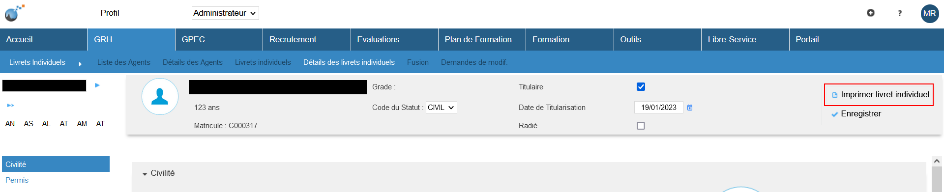 Profil Administrateur ? MR
Accueil GRH GPEC Recrutement Evaluations Plan de Formation Formation Outils Libre Service Portail
Livrets Individuels Liste des Agents Détails des Agents Livrets individuels Détails des livrets individuels Fusion Demandes de modif.
Grade : Titulaire Imprimer livret individuel
123 ans Code du Statut : CIVIL Date de Titularisation 19/01/2023 Enregistrer
AN AS AL AT AM AT Matricule : C000317 Radié
Civilité Civilité
Permis